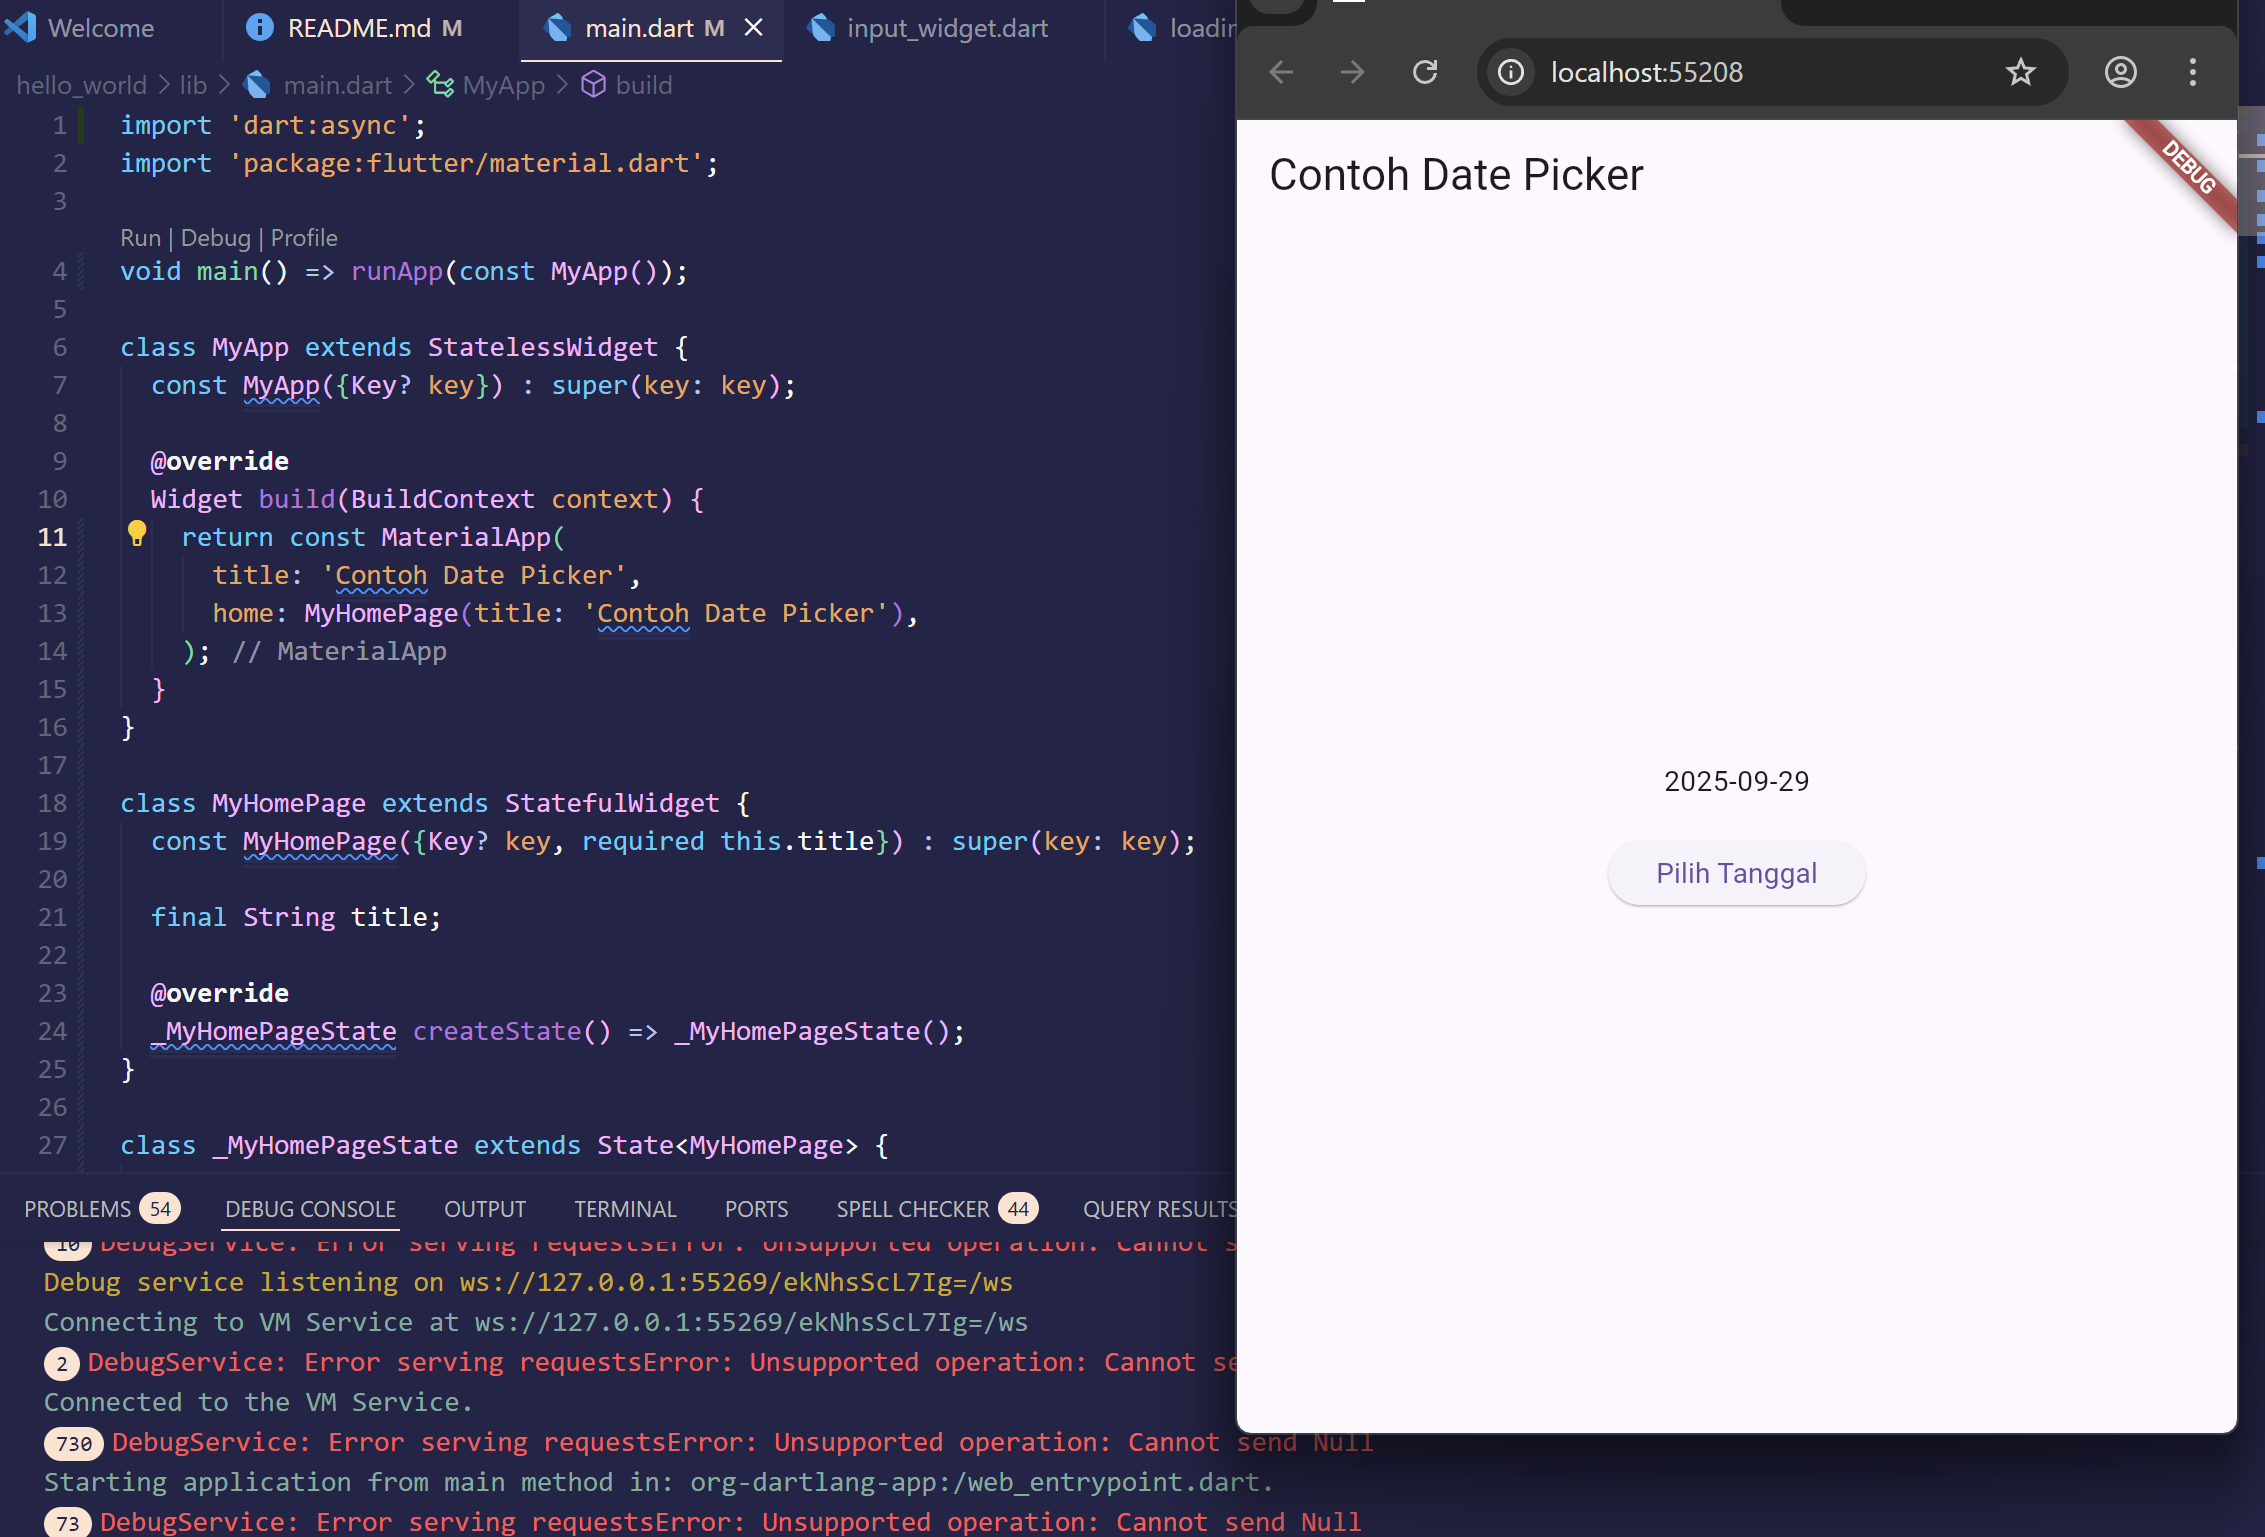 Welcome
README.md M
main.dart M
input_widget.dart
hello_world > lib > main.dart > MyApp > build
1 import 'dart:async';
2 import 'package:flutter/material.dart';
3
Run | Debug | Profile
4 void main() => runApp(const MyApp());
5
6 class MyApp extends StatelessWidget {
7 const MyApp({Key? key}) : super(key: key);
8
9 @override
10 Widget build(BuildContext context) {
11 return const MaterialApp(
12 title: 'Contoh Date Picker',
13 home: MyHomePage(title: 'Contoh Date Picker'),
14 ); // MaterialApp
15 }
16 }
17
18 class MyHomePage extends StatefulWidget {
19 const MyHomePage({Key? key, required this.title}) : super(key: key);
20
21 final String title;
22
23 @override
24 _MyHomePageState createState() => _MyHomePageState();
25 }
26
27 class _MyHomePageState extends State<MyHomePage> {
PROBLEMS 54 DEBUG CONSOLE OUTPUT TERMINAL PORTS SPELL CHECKER 44 QUERY RESULTS
10 DebugService: Error serving requestsError: Unsupported operation: Cannot
Debug service listening on ws://127.0.0.1:55269/ekNhsScL7Ig=/ws
Connecting to VM Service at ws://127.0.0.1:55269/ekNhsScL7Ig=/ws
2 DebugService: Error serving requestsError: Unsupported operation: Cannot
Connected to the VM Service.
730 DebugService: Error serving requestsError: Unsupported operation: Cannot send Null
Starting application from main method in: org-dartlang-app:/web_entrypoint.dart.
73 DebugService: Error serving requestsError: Unsupported operation: Cannot send Null
localhost:55208
Contoh Date Picker
DEBUG
2025-09-29
Pilih Tanggal